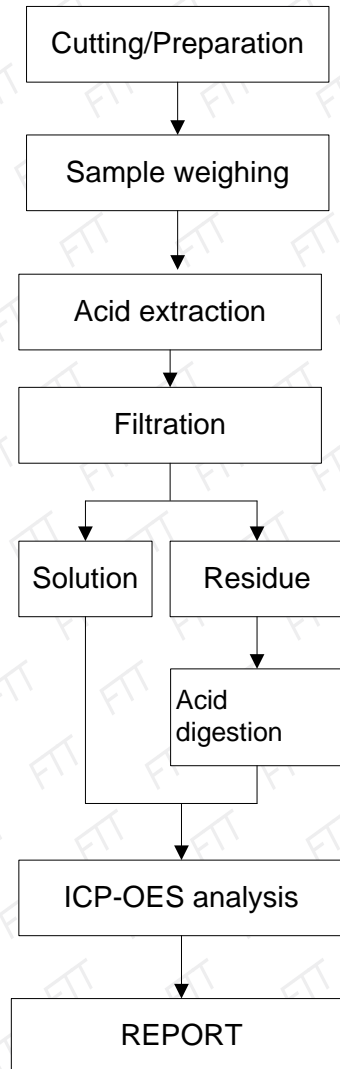 Cutting/Preparation
Sample weighing
Acid extraction
Filtration
Solution
Residue
Acid
digestion
ICP-OES analysis
REPORT